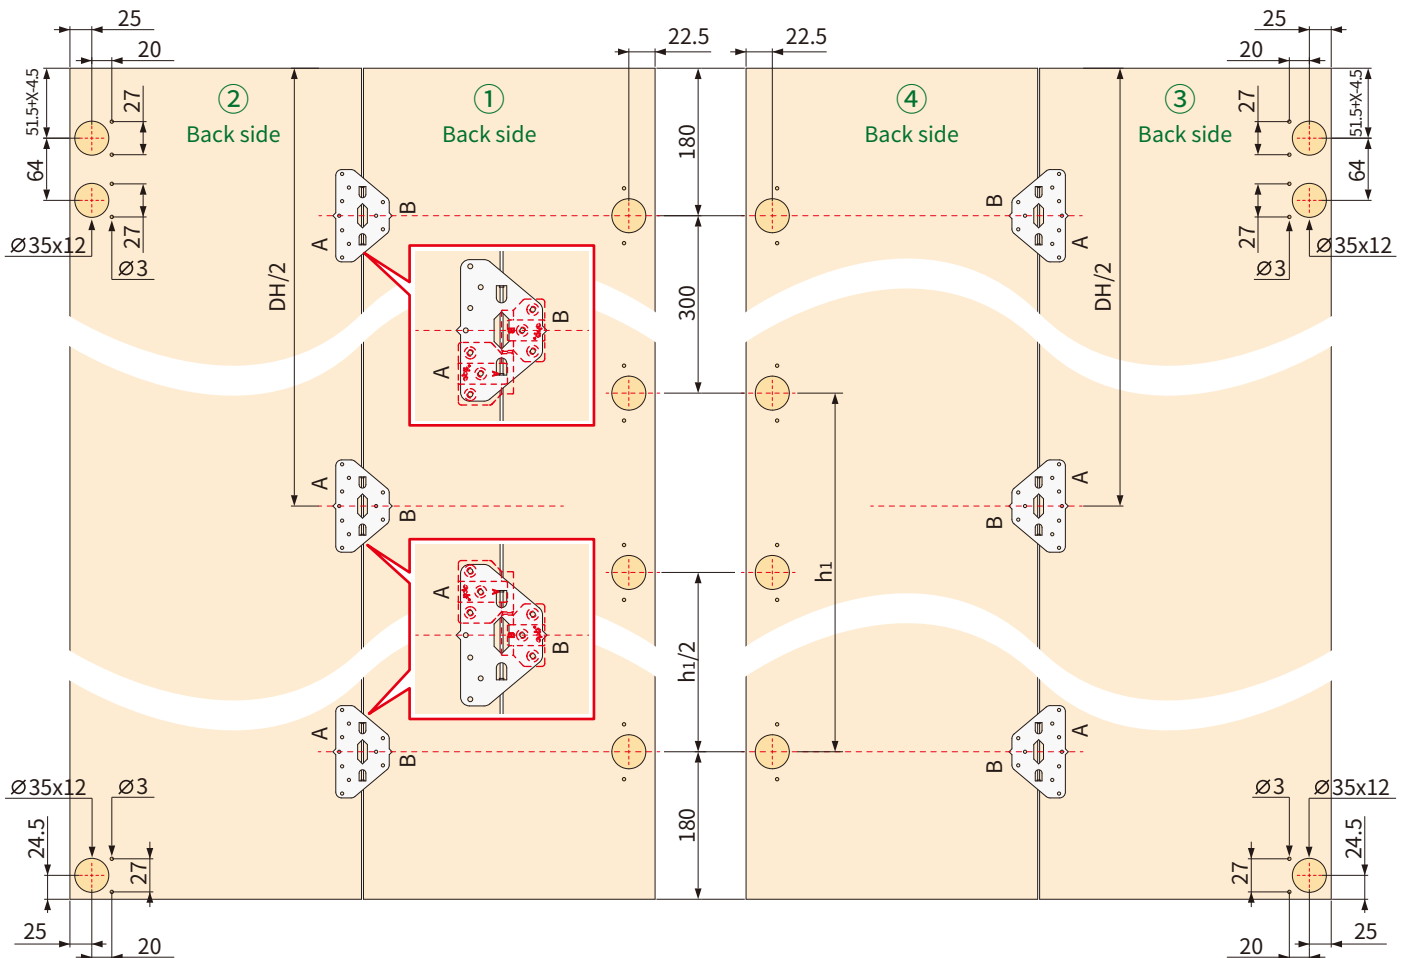 25
20
22.5
22.5
25
20
51.5+X-4.5
27
②
Back side
①
Back side
180
④
Back side
③
Back side
27
51.5+X-4.5
64
64
B
A
B
A
27
27
Ø35x12
Ø3
Ø3
Ø35x12
DH/2
300
DH/2
B
A
A
B
A
B
h1
A
B
h1/2
A
B
A
B
Ø35x12
Ø3
Ø3
Ø35x12
24.5
27
180
27
24.5
25
20
20
25